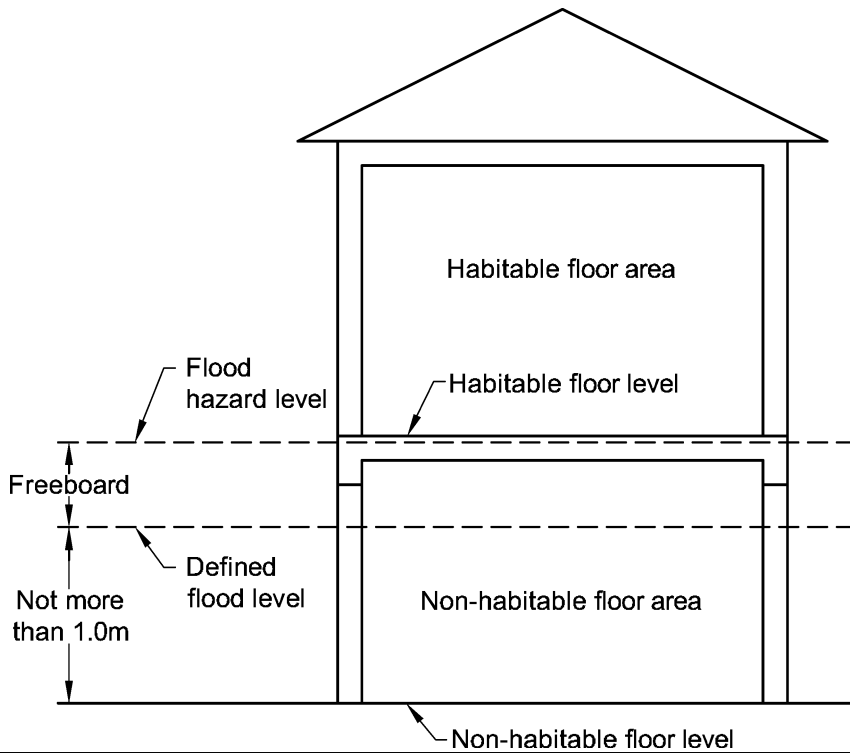 Habitable floor area
Flood
hazard level
Habitable floor level
Freeboard
Defined
flood level
Not more
than 1.0m
Non-habitable floor area
Non-habitable floor level